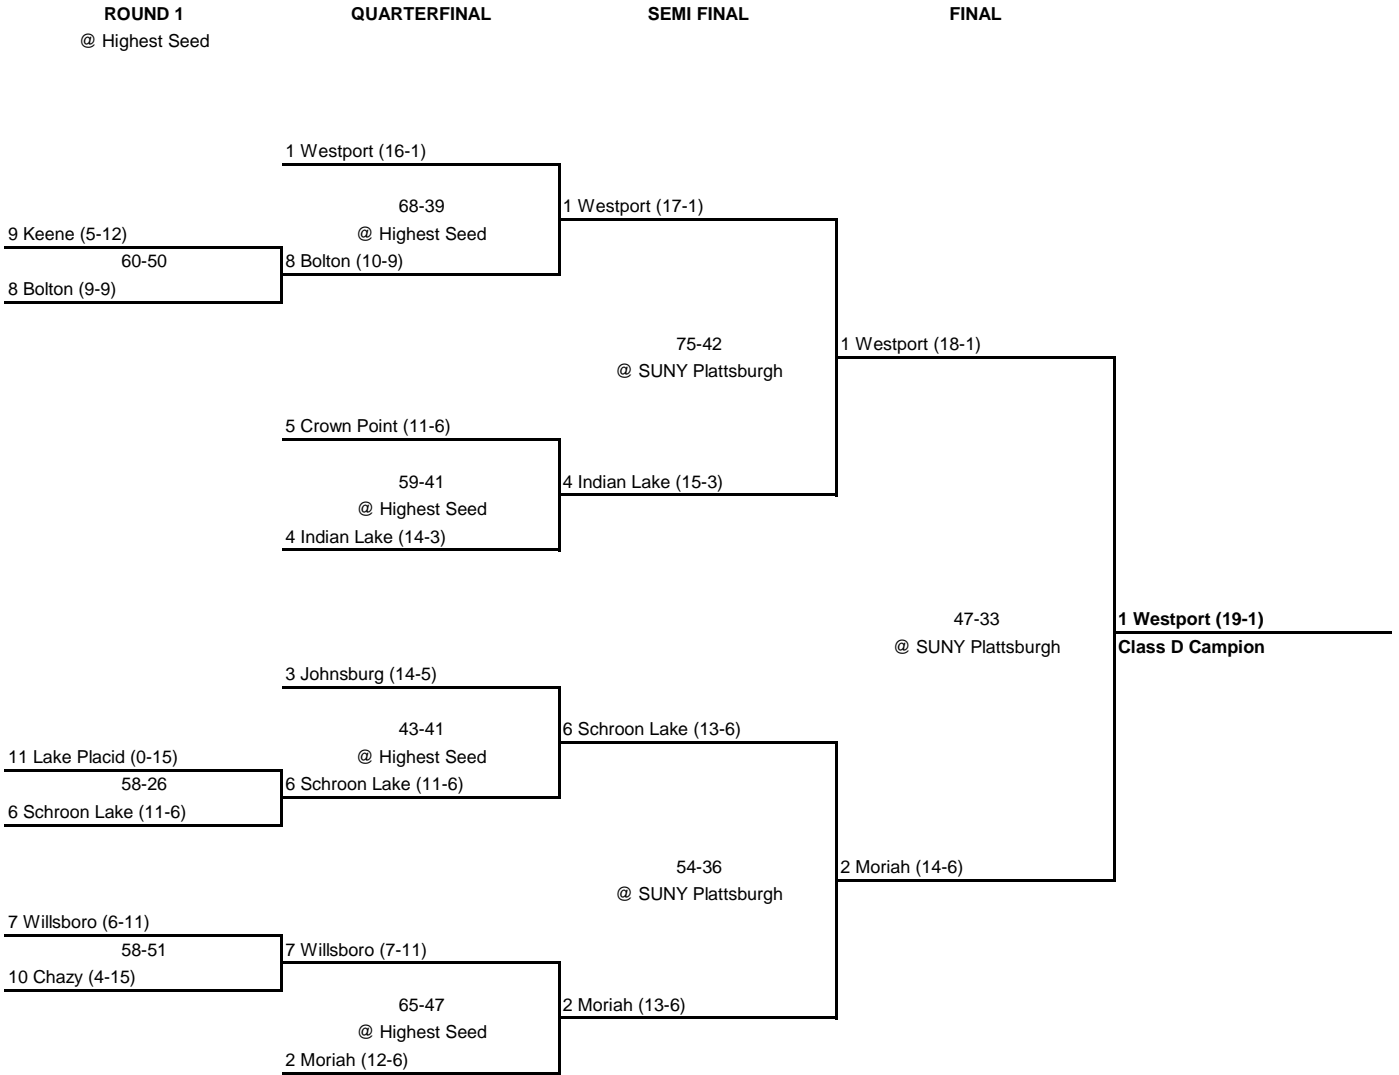 ROUND 1 QUARTERFINAL SEMI FINAL FINAL
@ Highest Seed
1 Westport (16-1)
68-39 1 Westport (17-1)
9 Keene (5-12) @ Highest Seed
60-50 8 Bolton (10-9)
8 Bolton (9-9)
75-42 1 Westport (18-1)
@ SUNY Plattsburgh
5 Crown Point (11-6)
59-41 4 Indian Lake (15-3)
@ Highest Seed
4 Indian Lake (14-3)
47-33 1 Westport (19-1)
@ SUNY Plattsburgh Class D Campion
3 Johnsburg (14-5)
43-41 6 Schroon Lake (13-6)
11 Lake Placid (0-15) @ Highest Seed
58-26 6 Schroon Lake (11-6)
6 Schroon Lake (11-6)
54-36 2 Moriah (14-6)
@ SUNY Plattsburgh
7 Willsboro (6-11)
58-51 7 Willsboro (7-11)
10 Chazy (4-15)
65-47 2 Moriah (13-6)
@ Highest Seed
2 Moriah (12-6)